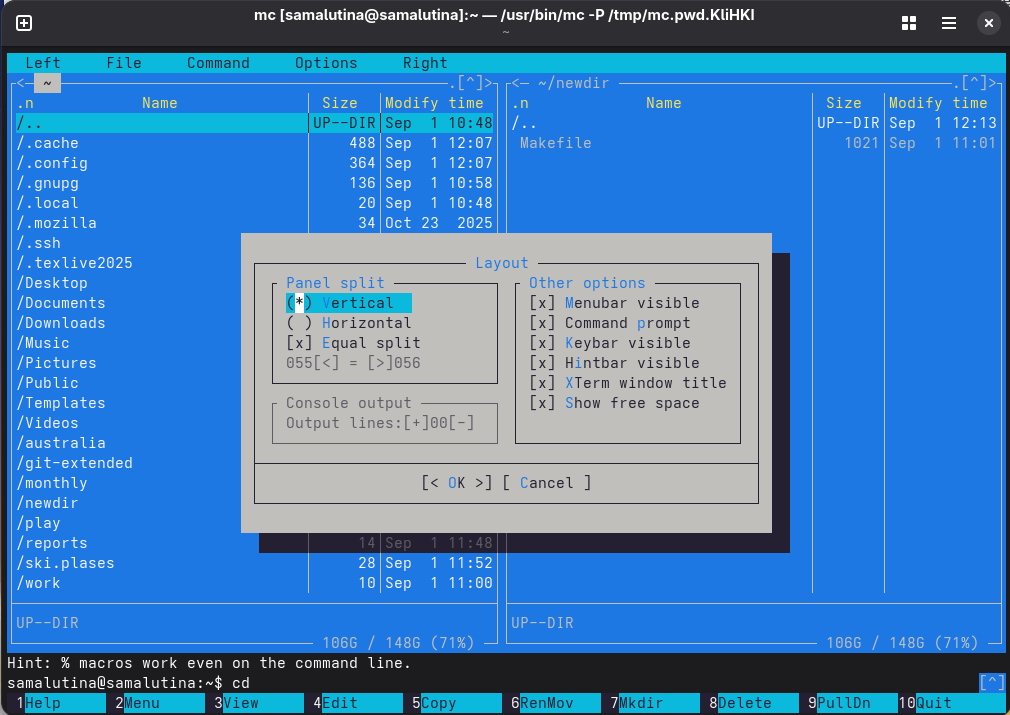 mc [samalutina@samalutina]:~ — /usr/bin/mc -P /tmp/mc.pwd.KliHKI
~
Left File Command Options Right
<— ~ .[^]> <— ~/newdir .[^]>
.n Name Size Modify time .n Name Size Modify time
/.. UP--DIR Sep 1 10:48 /.. UP--DIR Sep 1 12:13
/.cache 488 Sep 1 12:07 Makefile 1021 Sep 1 11:01
/.config 364 Sep 1 12:07
/.gnupg 136 Sep 1 10:58
/.local 20 Sep 1 10:48
/.mozilla 34 Oct 23 2025
/.ssh
/.texlive2025
/Desktop
/Documents
/Downloads
/Music
/Pictures
/Public
/Templates
/Videos
/australia
/git-extended
/monthly
/newdir
/play
/reports 14 Sep 1 11:48
/ski.plases 28 Sep 1 11:52
/work 10 Sep 1 11:00
Layout
Panel split
(*) Vertical
( ) Horizontal
[x] Equal split
055[<] = [>]056
Console output
Output lines:[+]00[-]
Other options
[x] Menubar visible
[x] Command prompt
[x] Keybar visible
[x] Hintbar visible
[x] XTerm window title
[x] Show free space
[< OK >] [ Cancel ]
UP--DIR UP--DIR
106G / 148G (71%) 106G / 148G (71%)
Hint: % macros work even on the command line.
samalutina@samalutina:~$ cd [^]
1Help 2Menu 3View 4Edit 5Copy 6RenMov 7Mkdir 8Delete 9PullDn 10Quit